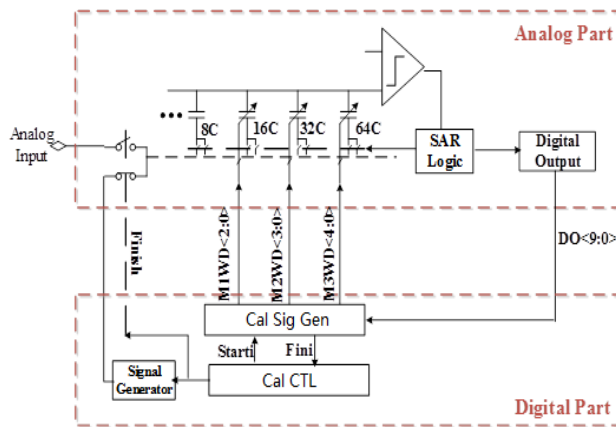 Analog Part
8C
16C
32C
64C
Analog
Input
SAR
Logic
Digital
Output
Finish
M1WD<2:0>
M2WD<3:0>
M3WD<4:0>
DO<9:0>
Cal Sig Gen
Starti
Fini
Signal
Generator
Cal CTL
Digital Part